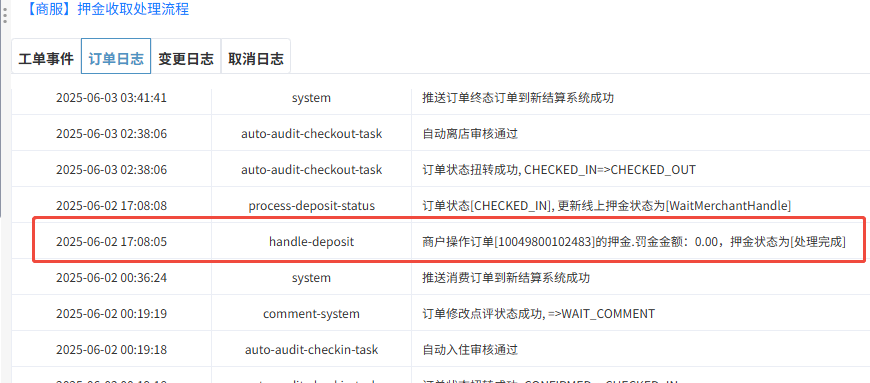 【商服】押金收取处理流程
工单事件 订单日志 变更日志 取消日志
2025-06-03 03:41:41 system 推送订单终态订单到新结算系统成功
2025-06-03 02:38:06 auto-audit-checkout-task 自动离店审核通过
2025-06-03 02:38:06 auto-audit-checkout-task 订单状态扭转成功, CHECKED_IN=>CHECKED_OUT
2025-06-02 17:08:08 process-deposit-status 订单状态[CHECKED_IN], 更新线上押金状态为[WaitMerchantHandle]
2025-06-02 17:08:05 handle-deposit 商户操作订单[10049800102483]的押金.罚金金额：0.00，押金状态为[处理完成]
2025-06-02 00:36:24 system 推送消费订单到新结算系统成功
2025-06-02 00:19:19 comment-system 订单修改点评状态成功, =>WAIT_COMMENT
2025-06-02 00:19:18 auto-audit-checkin-task 自动入住审核通过